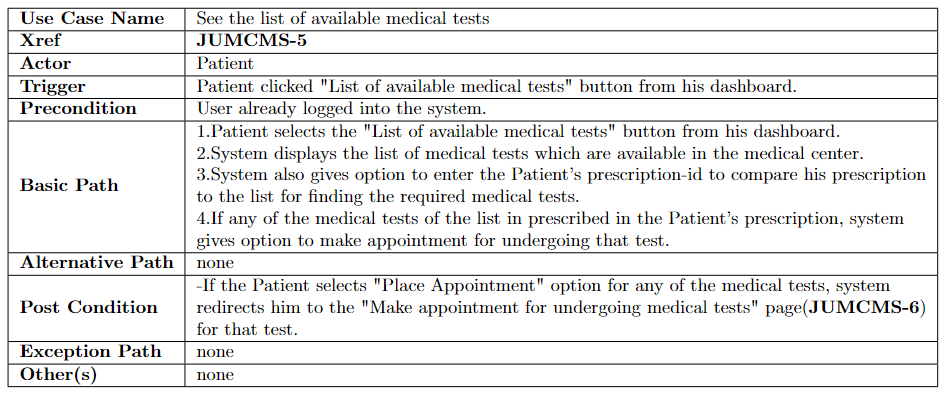 Use Case Name See the list of available medical tests
Xref JUMCMS-5
Actor Patient
Trigger Patient clicked "List of available medical tests" button from his dashboard.
Precondition User already logged into the system.
Basic Path
1.Patient selects the "List of available medical tests" button from his dashboard.
2.System displays the list of medical tests which are available in the medical center.
3.System also gives option to enter the Patient's prescription-id to compare his prescription
to the list for finding the required medical tests.
4.If any of the medical tests of the list in prescribed in the Patient's prescription, system
gives option to make appointment for undergoing that test.
Alternative Path none
Post Condition
-If the Patient selects "Place Appointment" option for any of the medical tests, system
redirects him to the "Make appointment for undergoing medical tests" page(JUMCMS-6)
for that test.
Exception Path none
Other(s) none